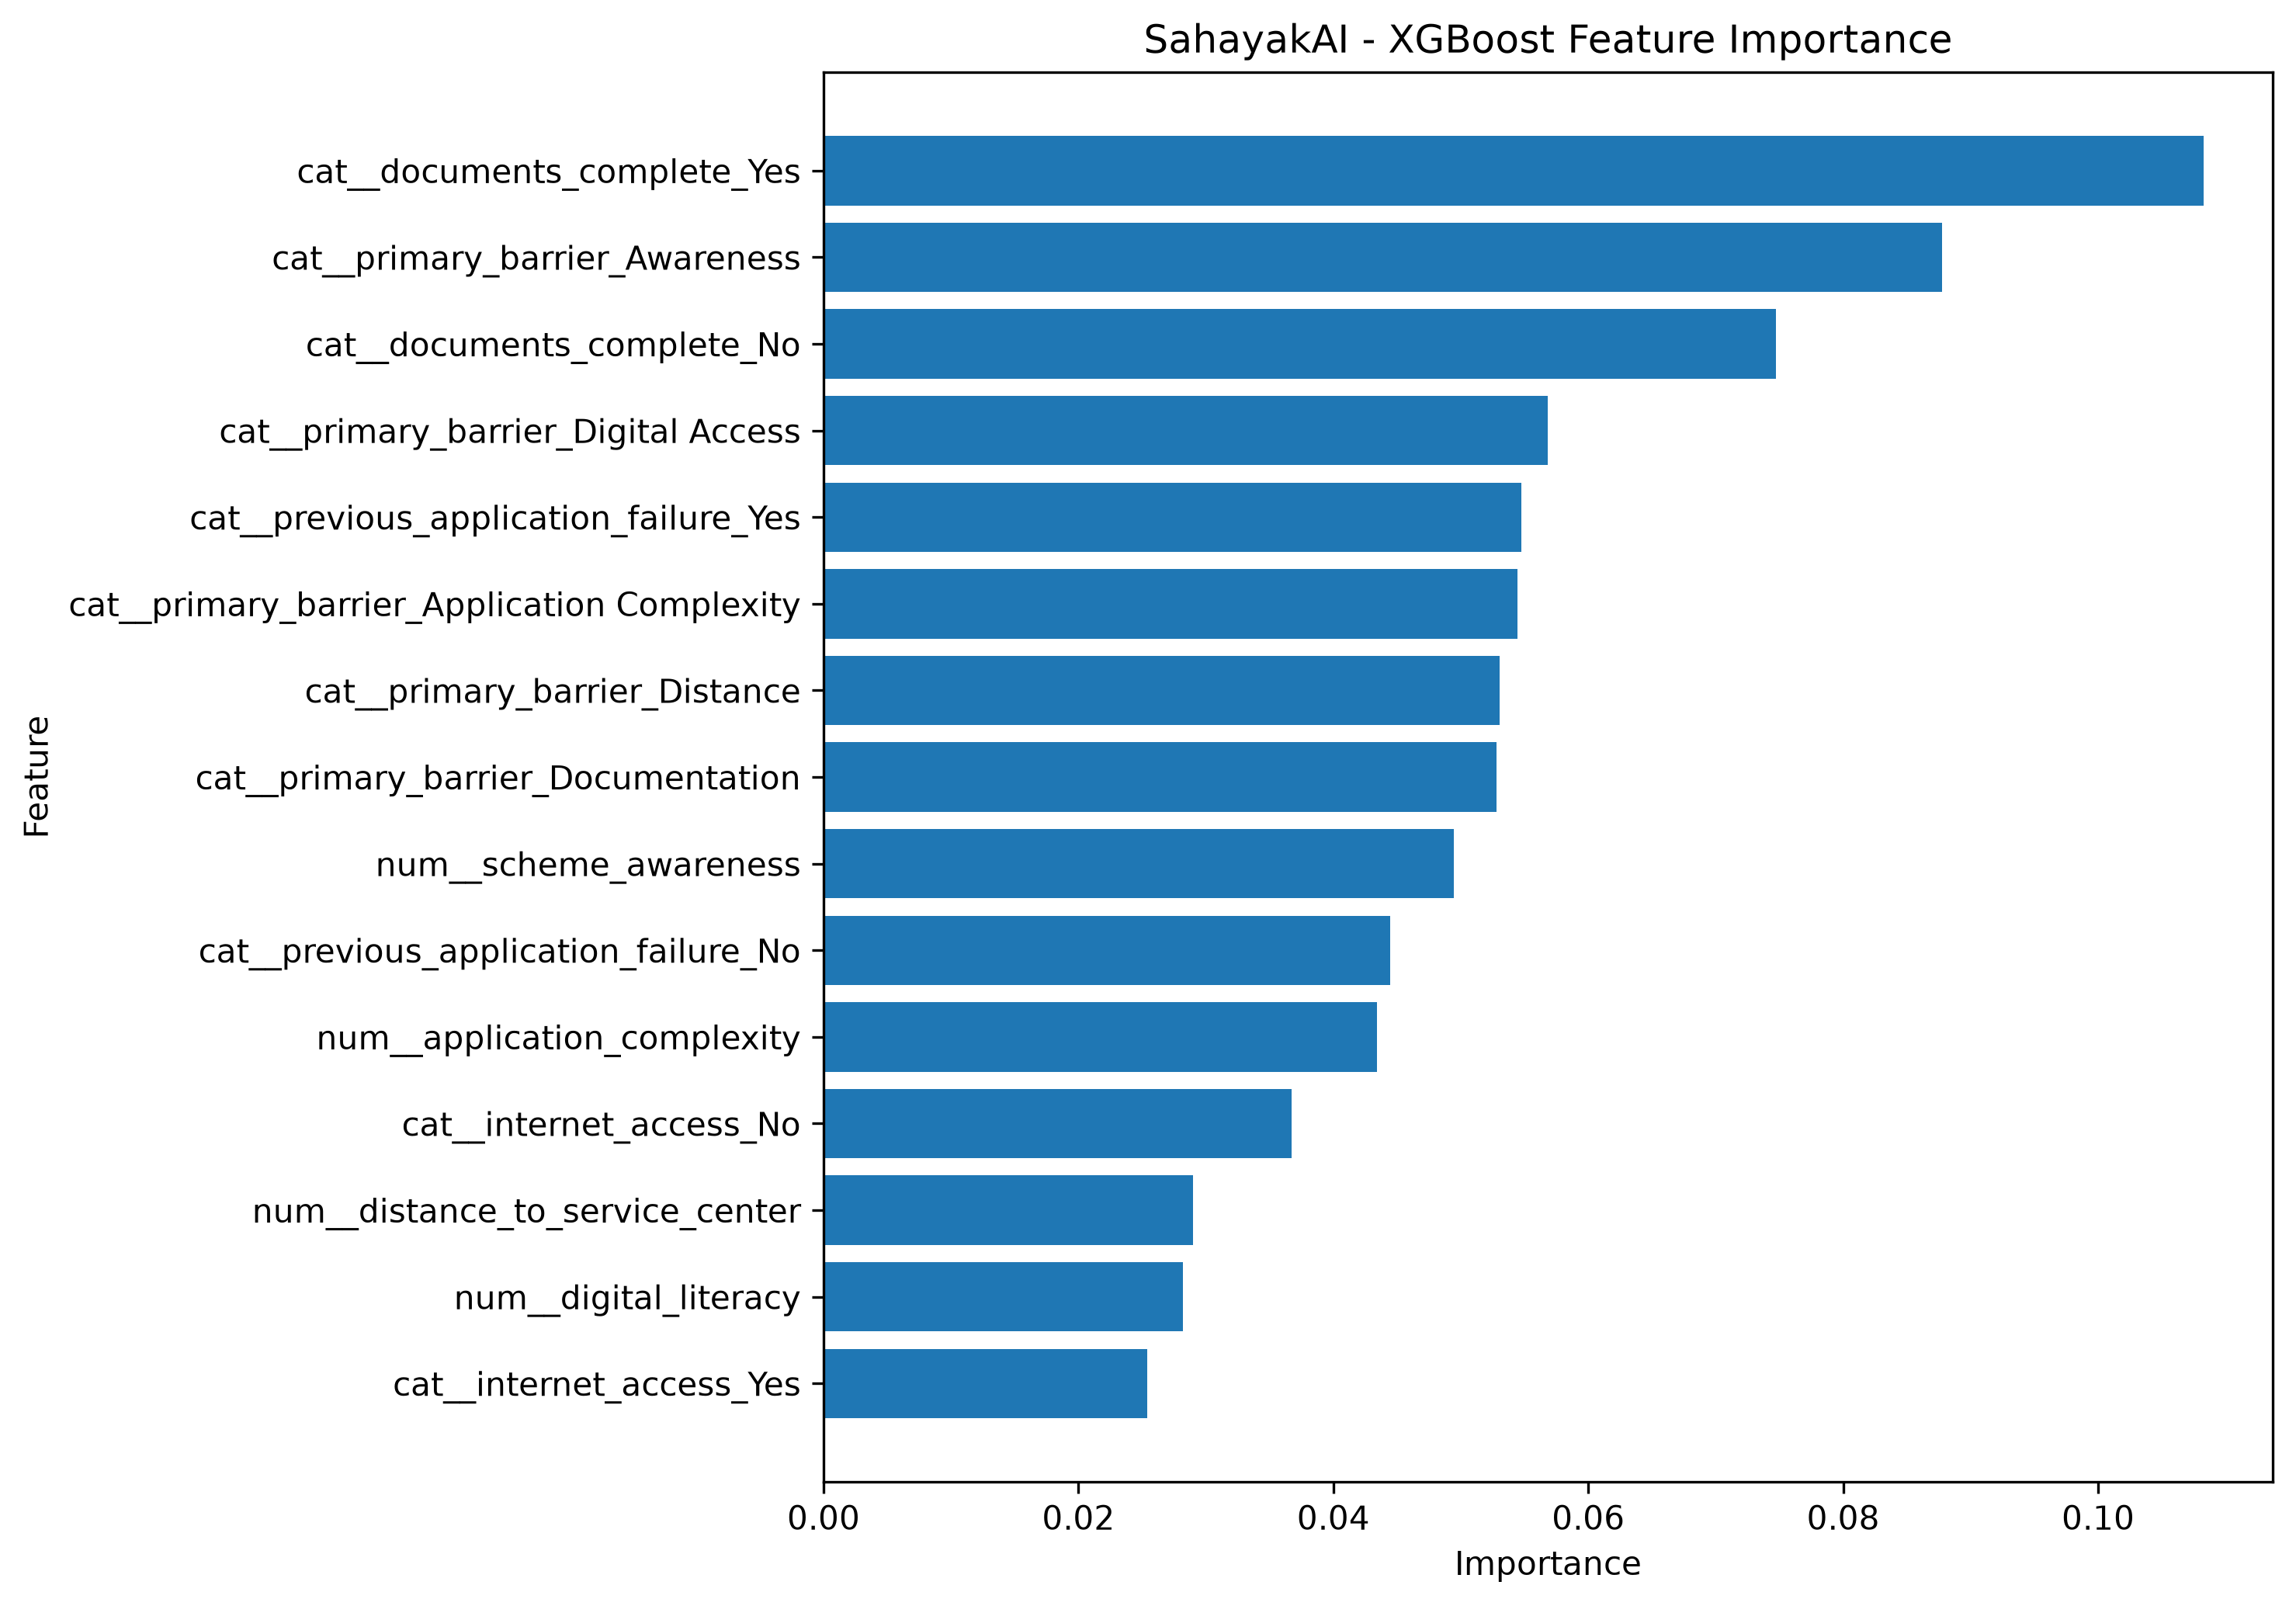 SahayakAI - XGBoost Feature Importance
cat__documents_complete_Yes
cat__primary_barrier_Awareness
cat__documents_complete_No
cat__primary_barrier_Digital Access
cat__previous_application_failure_Yes
cat__primary_barrier_Application Complexity
cat__primary_barrier_Distance
cat__primary_barrier_Documentation
num__scheme_awareness
cat__previous_application_failure_No
num__application_complexity
cat__internet_access_No
num__distance_to_service_center
num__digital_literacy
cat__internet_access_Yes
Feature
0.00 0.02 0.04 0.06 0.08 0.10
Importance